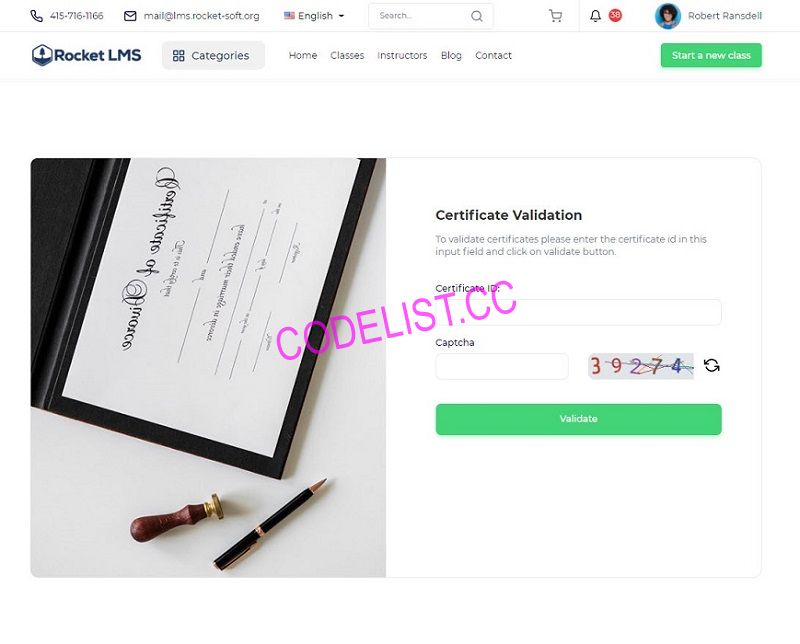 415-716-1166
mail@lms.rocket-soft.org
English
Search...
38
Robert Ransdell
Rocket LMS
Categories
Home
Classes
Instructors
Blog
Contact
Start a new class
Certificate of Divorce
Certificate Validation
To validate certificates please enter the certificate id in this
input field and click on validate button.
Certificate ID:
CODELIST.CC
Captcha
39274
Validate